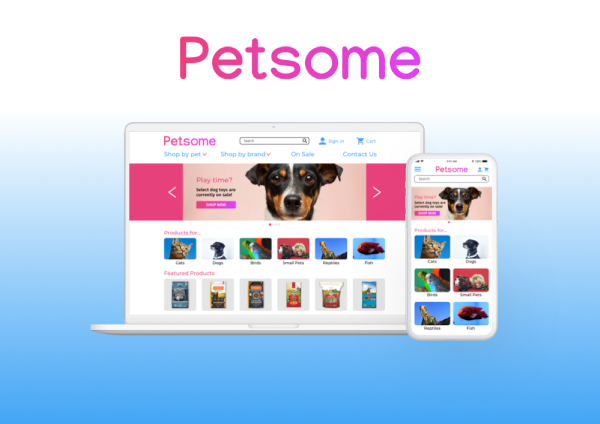 Petsome
Petsome
Search
Sign in
Cart
Shop by pet
Shop by brand
On Sale
Contact Us
Play time?
Select dog toys are
currently on sale!
SHOP NOW
Products for...
Cats
Dogs
Birds
Small Pets
Reptiles
Fish
Featured Products
Petsome
Search
Play time?
Select dog toys are
currently on sale!
SHOP NOW
Products for...
Cats
Dogs
Birds
Small Pets
Reptiles
Fish